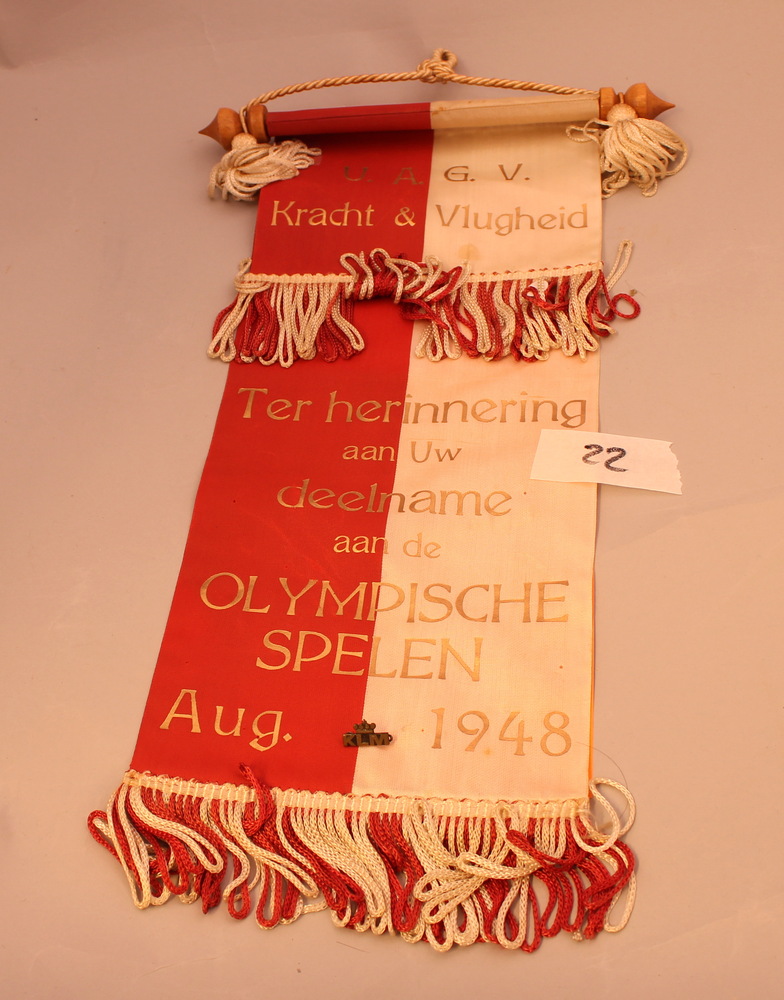 U. A. G. V.
Kracht & Vlugheid
Ter herinnering
aan Uw
22
deelname
aan de
OLYMPISCHE
SPELEN
Aug. 1948
KLM